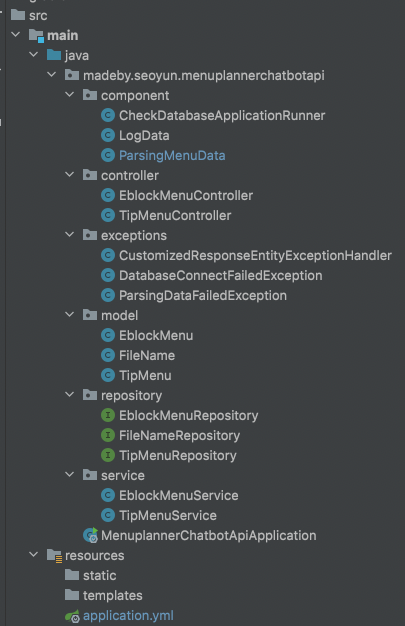 src
main
java
madeby.seoyun.menuplannerchatbotapi
component
C CheckDatabaseApplicationRunner
C LogData
C ParsingMenuData
controller
C EblockMenuController
C TipMenuController
exceptions
C CustomizedResponseEntityExceptionHandler
C DatabaseConnectFailedException
C ParsingDataFailedException
model
C EblockMenu
C FileName
C TipMenu
repository
I EblockMenuRepository
I FileNameRepository
I TipMenuRepository
service
C EblockMenuService
C TipMenuService
MenuplannerChatbotApiApplication
resources
static
templates
application.yml